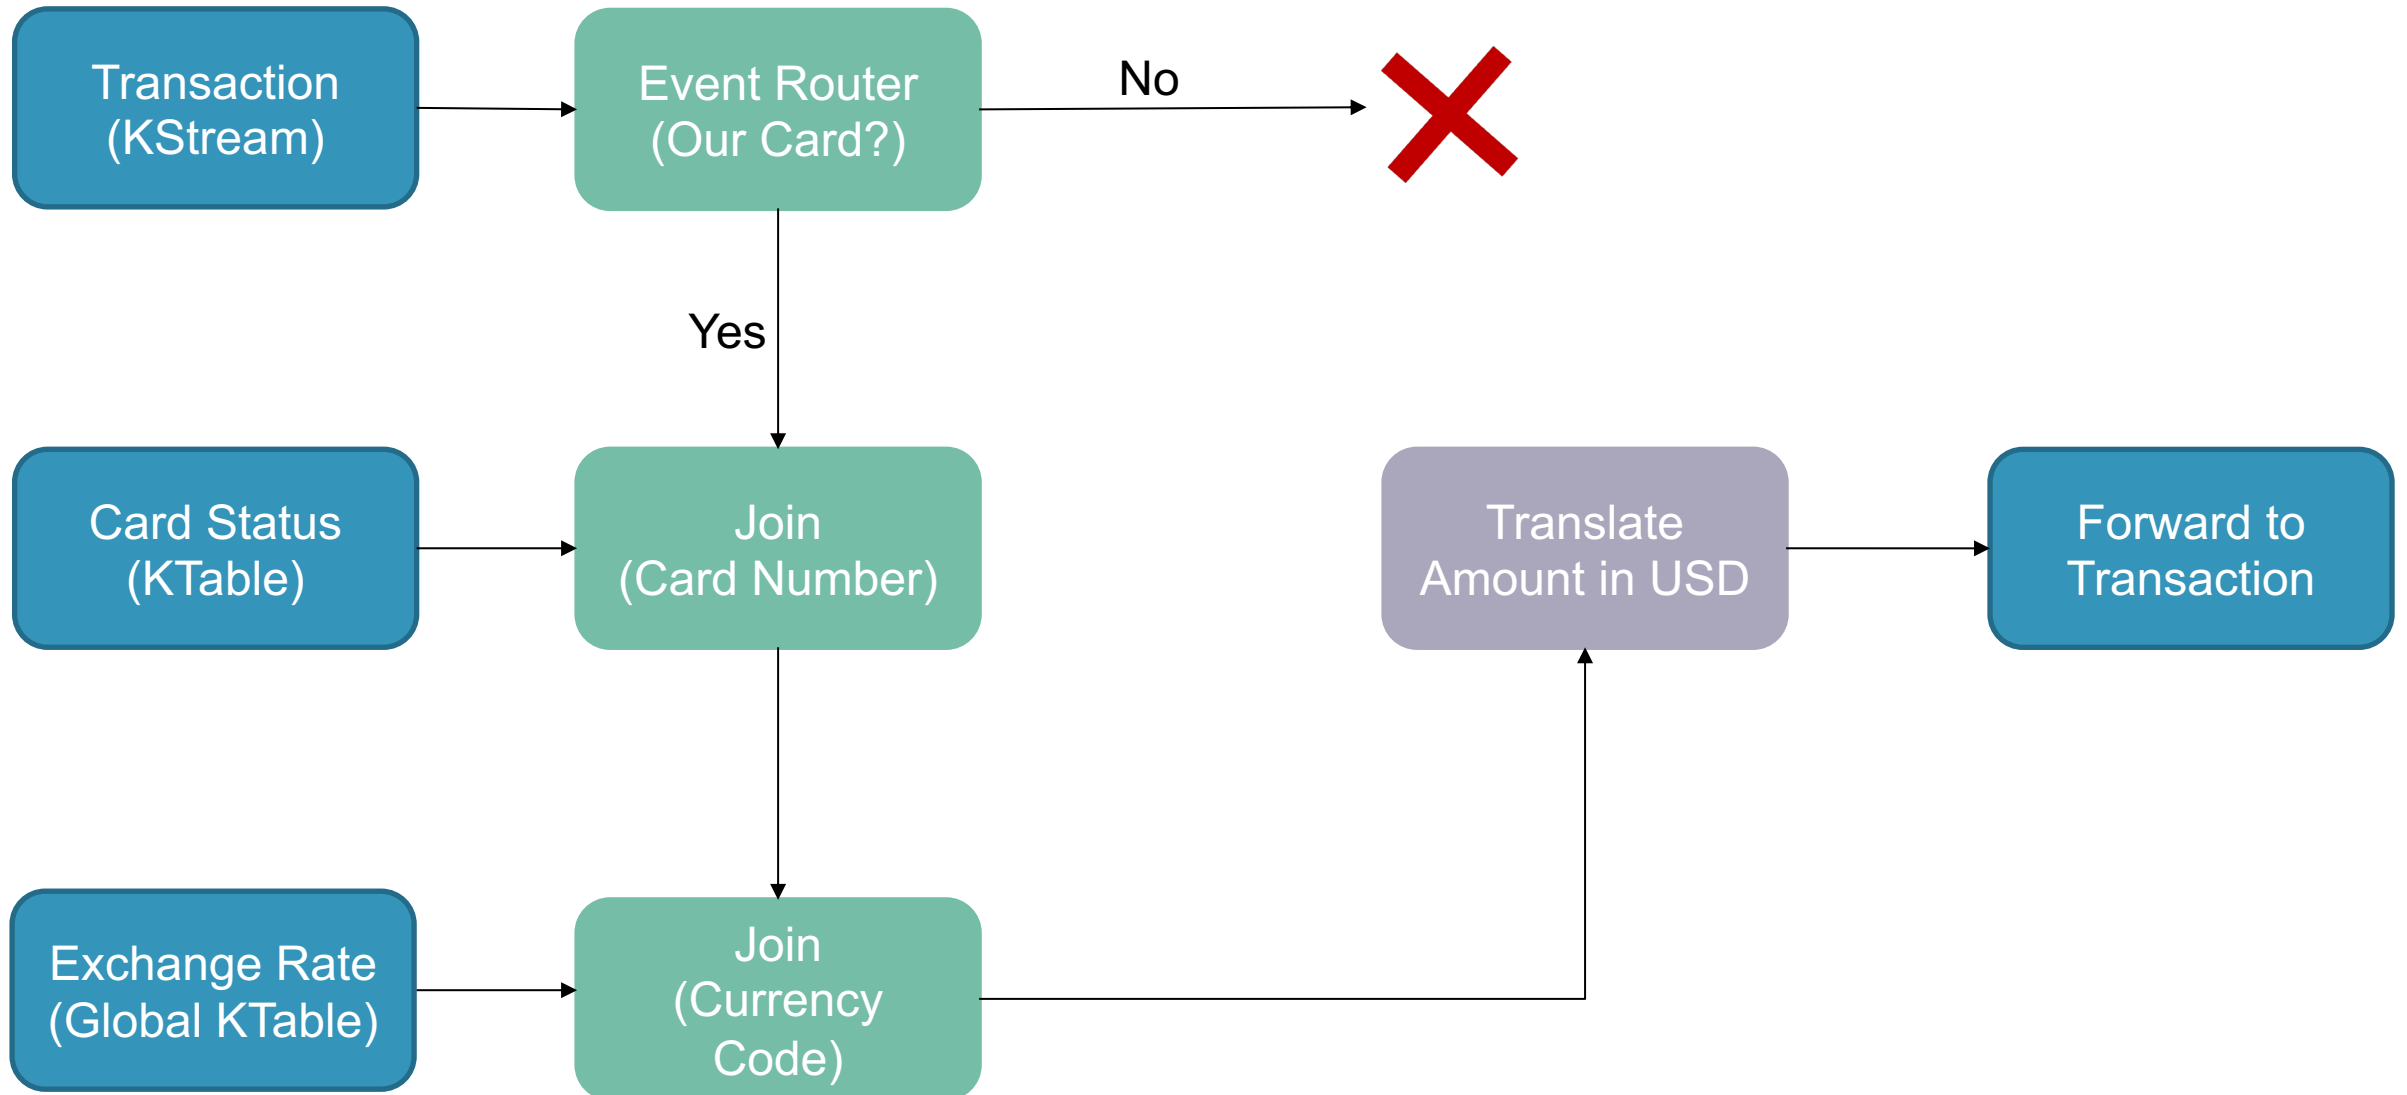 Transaction
(KStream)
Event Router
(Our Card?)
No
Yes
Card Status
(KTable)
Join
(Card Number)
Translate
Amount in USD
Forward to
Transaction
Exchange Rate
(Global KTable)
Join
(Currency
Code)